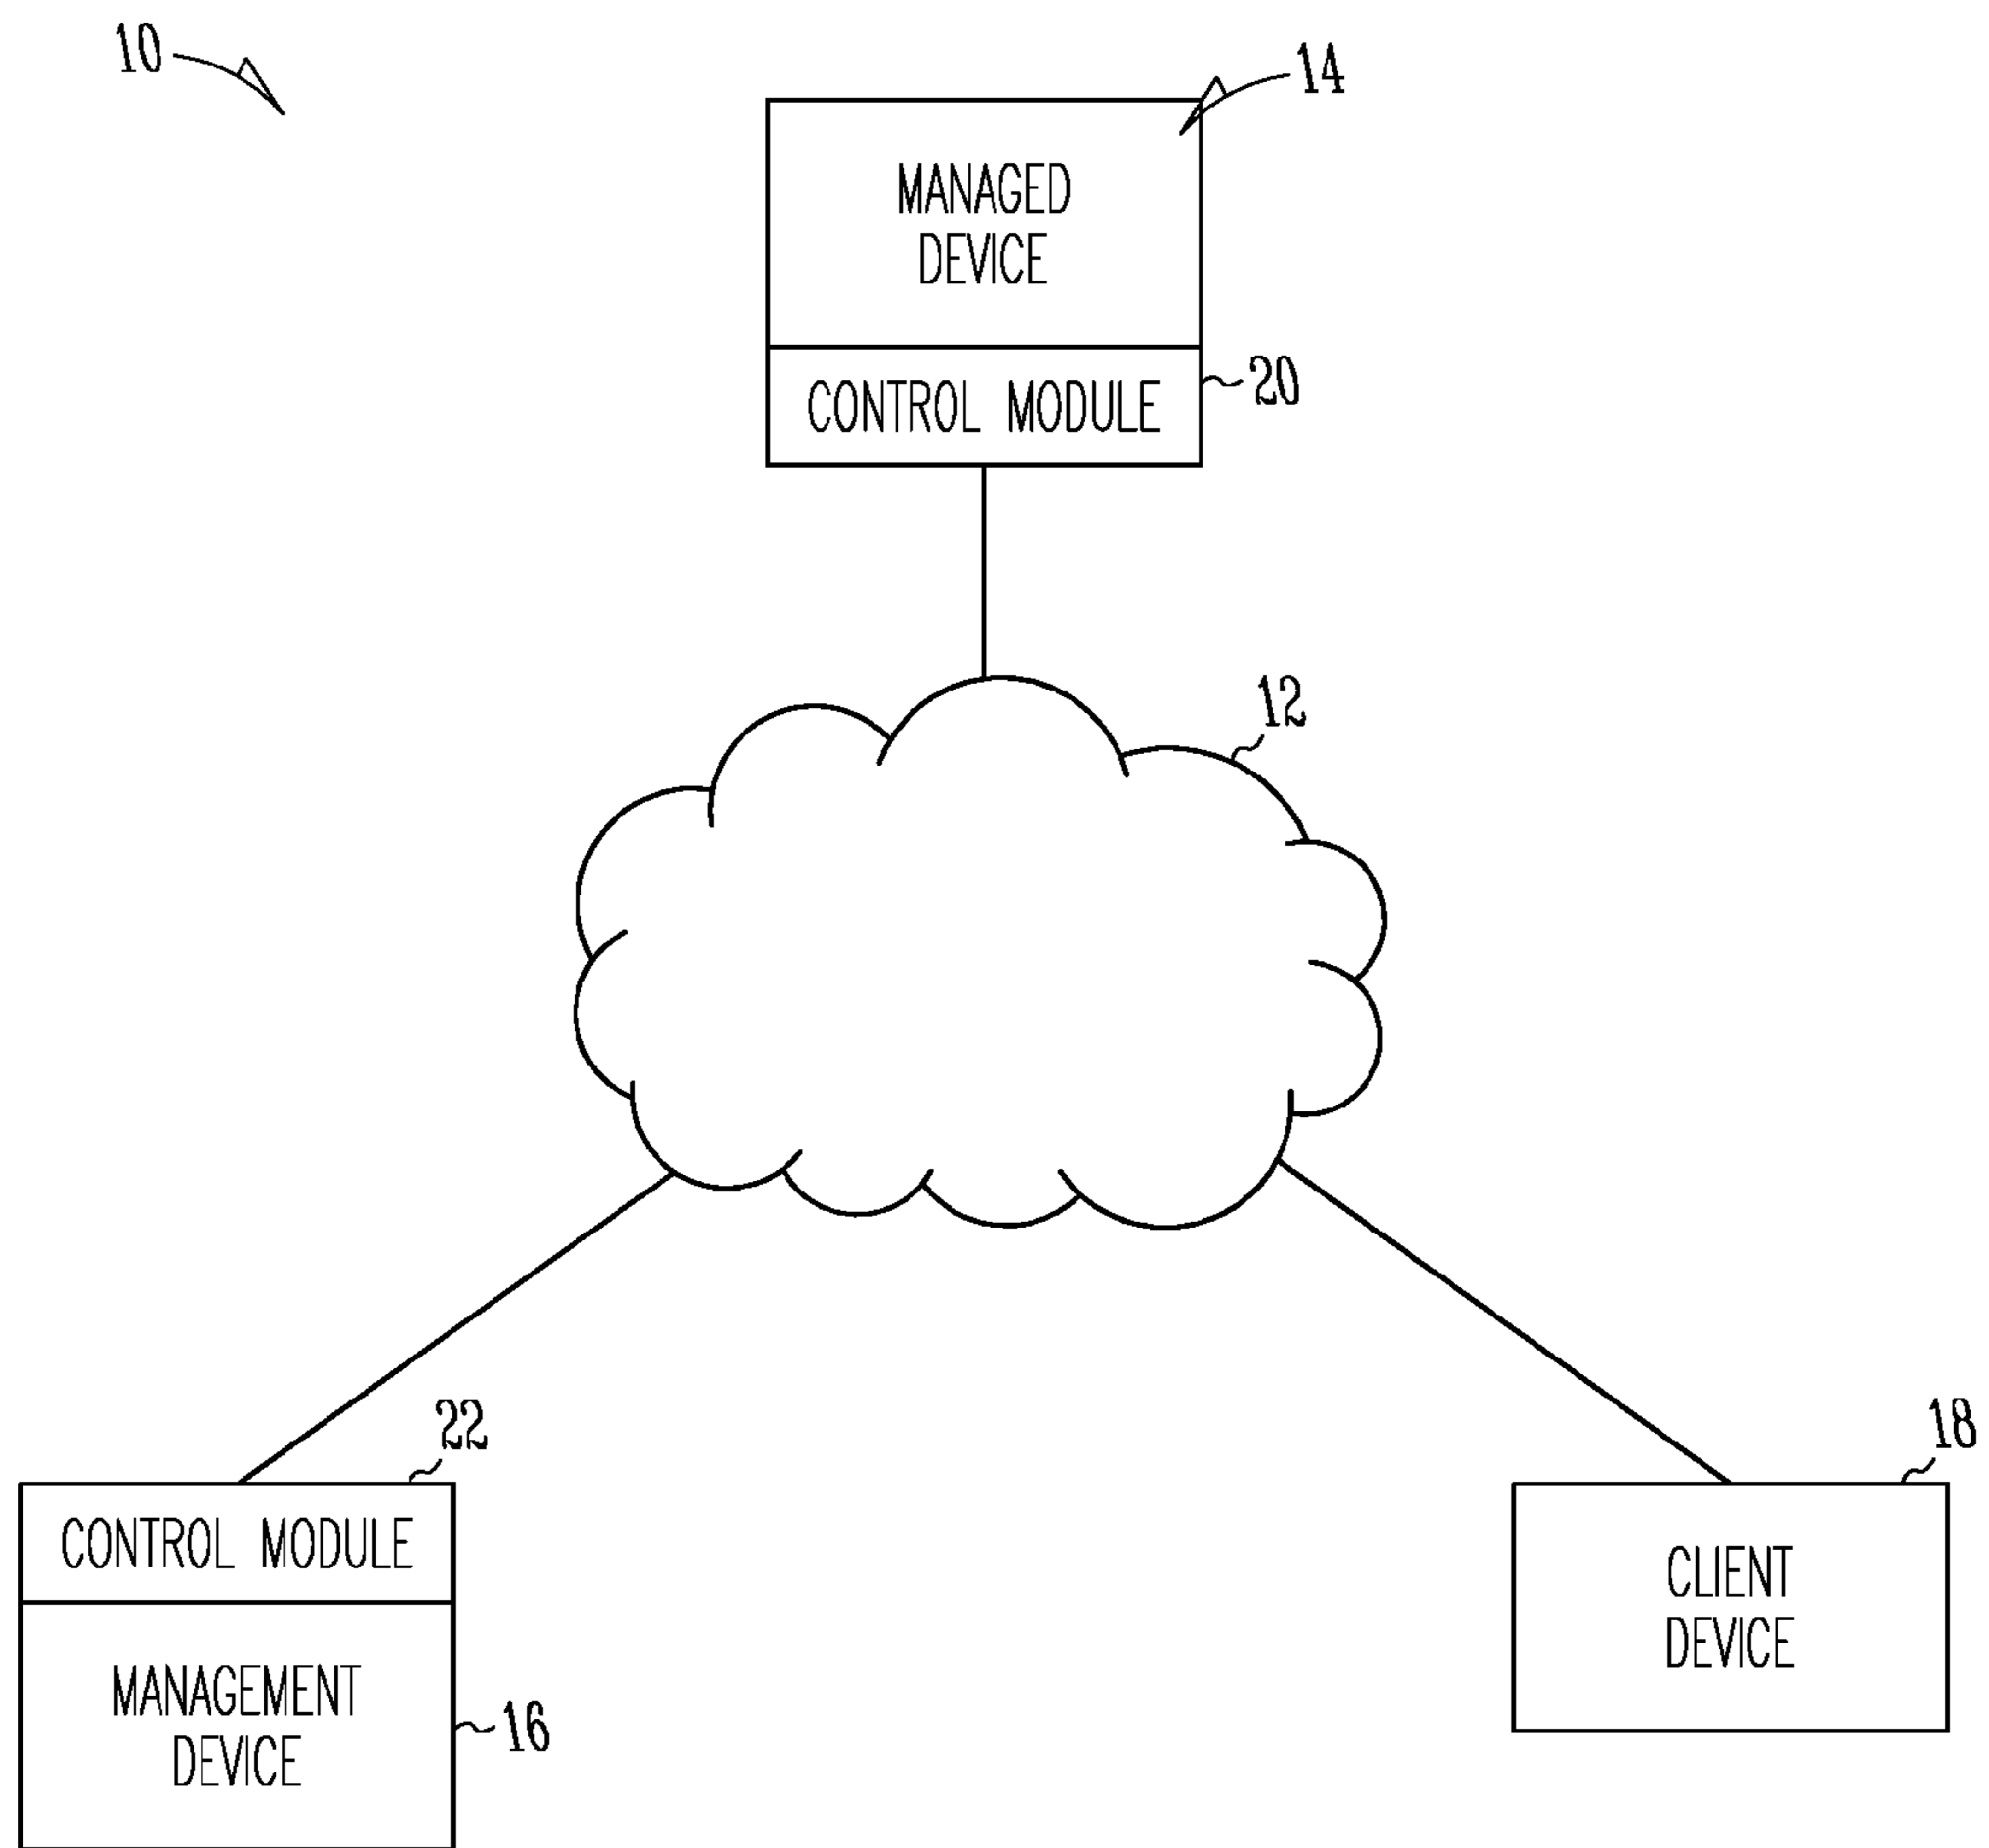 10
14
MANAGED
DEVICE
CONTROL MODULE
20
12
22
CONTROL MODULE
MANAGEMENT
DEVICE
16
18
CLIENT
DEVICE